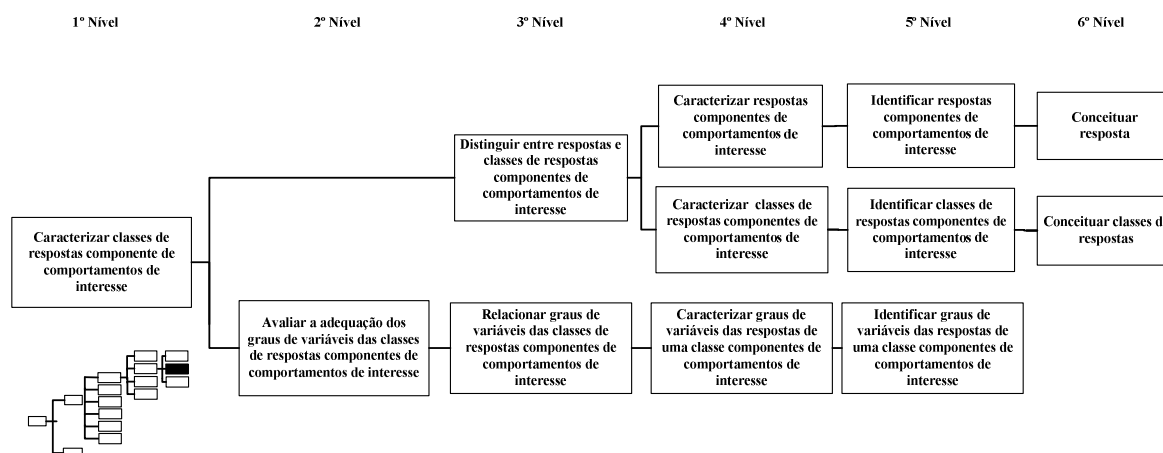 1º Nível
2º Nível
3º Nível
4º Nível
5º Nível
6º Nível
Caracterizar classes de
respostas componente de
comportamentos de
interesse
Distinguir entre respostas e
classes de respostas
componentes de
comportamentos de
interesse
Caracterizar respostas
componentes de
comportamentos de
interesse
Identificar respostas
componentes de
comportamentos de
interesse
Conceituar
resposta
Caracterizar classes de
respostas componentes de
comportamentos de
interesse
Identificar classes de
respostas componentes de
comportamentos de
interesse
Conceituar classes de
respostas
Avaliar a adequação dos
graus de variáveis das classes
de respostas componentes de
comportamentos de interesse
Relacionar graus de
variáveis das classes de
respostas componentes de
comportamentos de
interesse
Caracterizar graus de
variáveis das respostas de
uma classe componentes de
comportamentos de
interesse
Identificar graus de
variáveis das respostas de
uma classe componentes de
comportamentos de
interesse